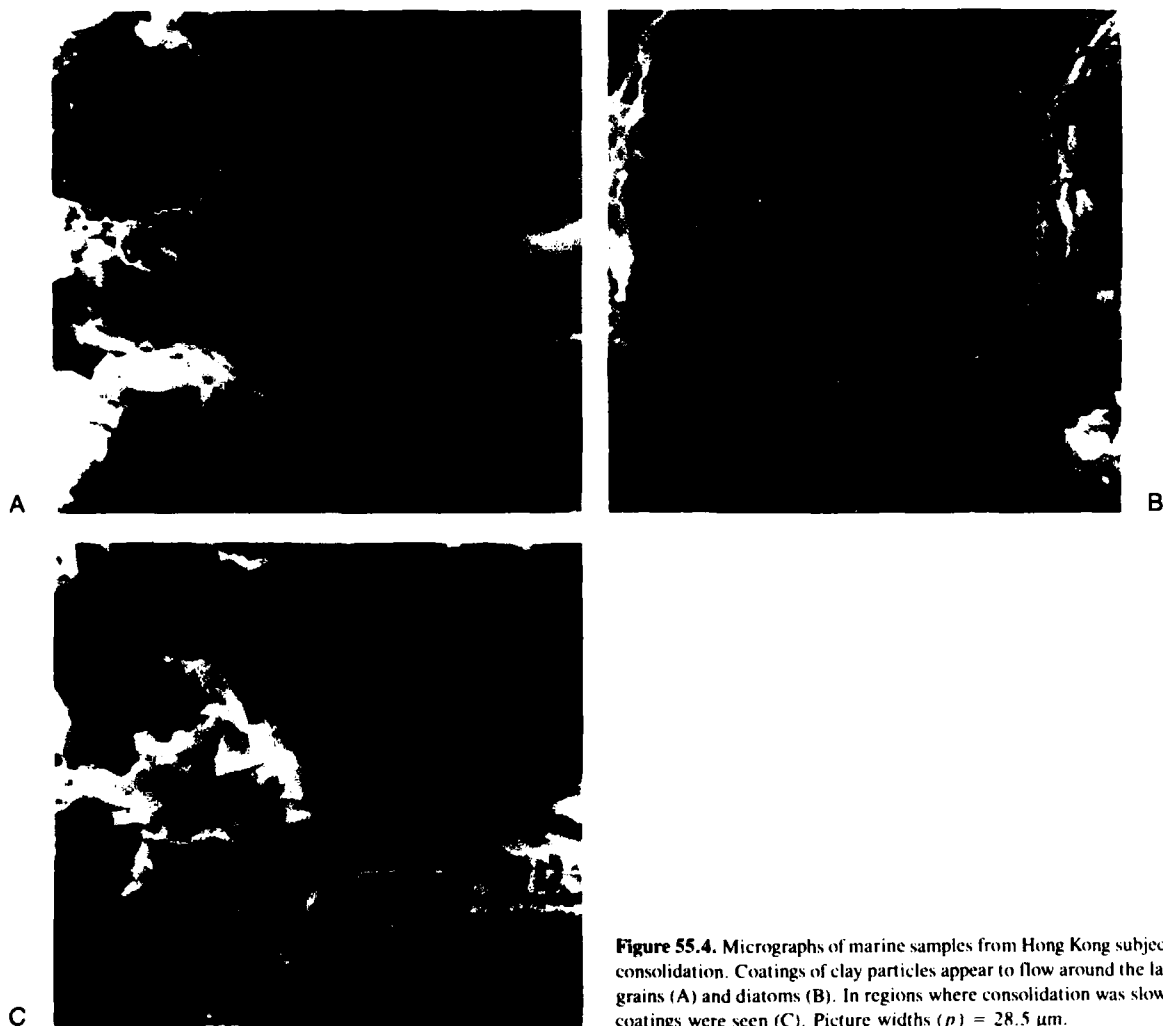 A
B
C
Figure 55.4. Micrographs of marine samples from Hong Kong subjec
consolidation. Coatings of clay particles appear to flow around the la
grains (A) and diatoms (B). In regions where consolidation was slow
coatings were seen (C). Picture widths (p) = 28.5 μm.